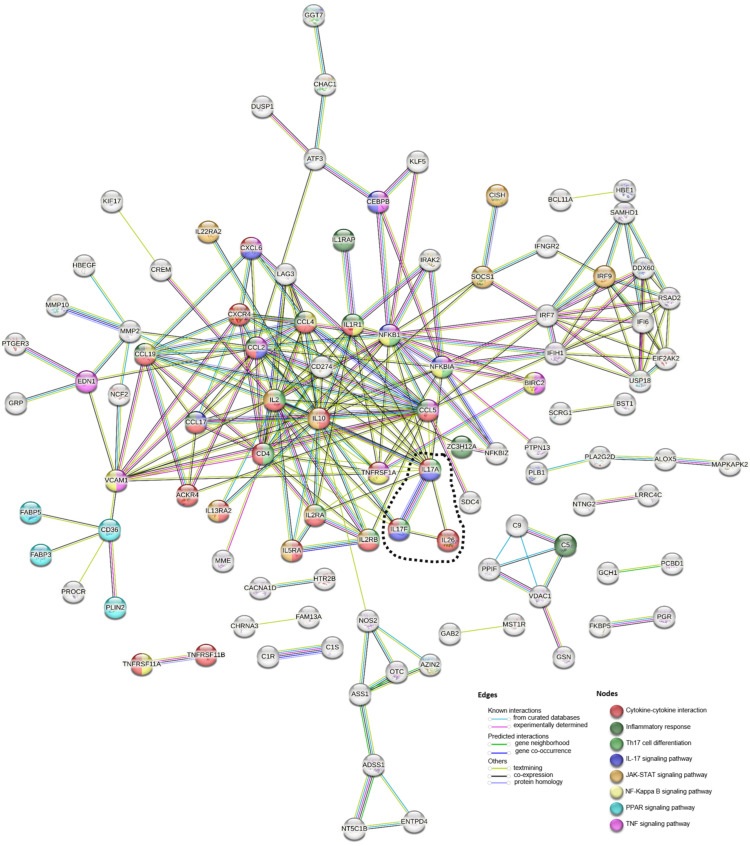 GGT7
CHAC1
DUSP1
ATF3
KLF5
KIF17
CEBPB
CISH
BCL11A
HBE1
SAMHD1
IL22RA2
CXCL6
IL1RAP
IFNGR2
HBEGF
CREM
LAG3
IRAK2
SOCS1
IRF9
DDX60
RSAD2
MMP10
CXCR4
CCL4
IL1R1
NFKB1
IRF7
IFI6
MMP2
PTGER3
CCL19
CCL2
CD274
NFKBIA
IFIH1
EIF2AK2
EDN1
BIRC2
USP18
GRP
NCF2
IL2
CCL5
SCRG1
BST1
CCL17
IL10
CD4
ZC3H12A
NFKBIZ
PTPN13
PLA2G2D
ALOX5
MAPKAPK2
VCAM1
TNFRSF1A
IL17A
PLB1
ACKR4
IL13RA2
IL2RA
SDC4
NTNG2
LRRC4C
FABP5
CD36
IL17F
IL26
C9
C5
FABP3
IL5RA
IL2RB
MME
PPIF
GCH1
PCBD1
PROCR
CACNA1D
HTR2B
VDAC1
PLIN2
CHRNA3
FAM13A
NOS2
GAB2
MST1R
FKBP5
PGR
TNFRSF11A
TNFRSF11B
C1R
C1S
OTC
AZIN2
GSN
ASS1
ADSS1
NT5C1B
ENTPD4
Edges
Known interactions
from curated databases
experimentally determined
Predicted interactions
gene neighborhood
gene co-occurrence
Others
textmining
co-expression
protein homology
Nodes
Cytokine-cytokine interaction
Inflammatory response
Th17 cell differentiation
IL-17 signaling pathway
JAK-STAT signaling pathway
NF-Kappa B signaling pathway
PPAR signaling pathway
TNF signaling pathway